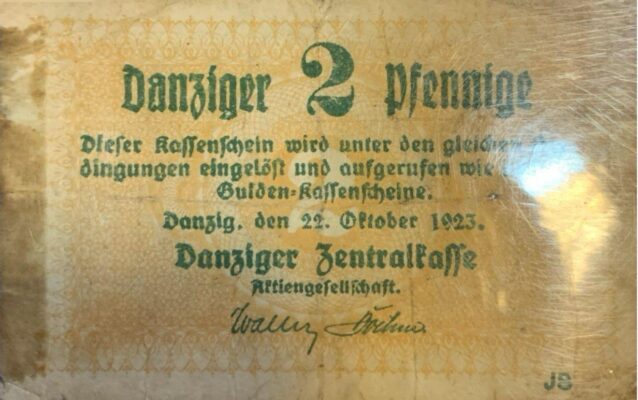 Danziger 2 Pfennige
Dieser Kassenschein wird unter den gleichen
dingungen eingelöst und aufgerufen wie
Gulden-Kassenscheine.
Danzig, den 22. Oktober 1923.
Danziger Zentralkasse
Aktiengesellschaft.
JS